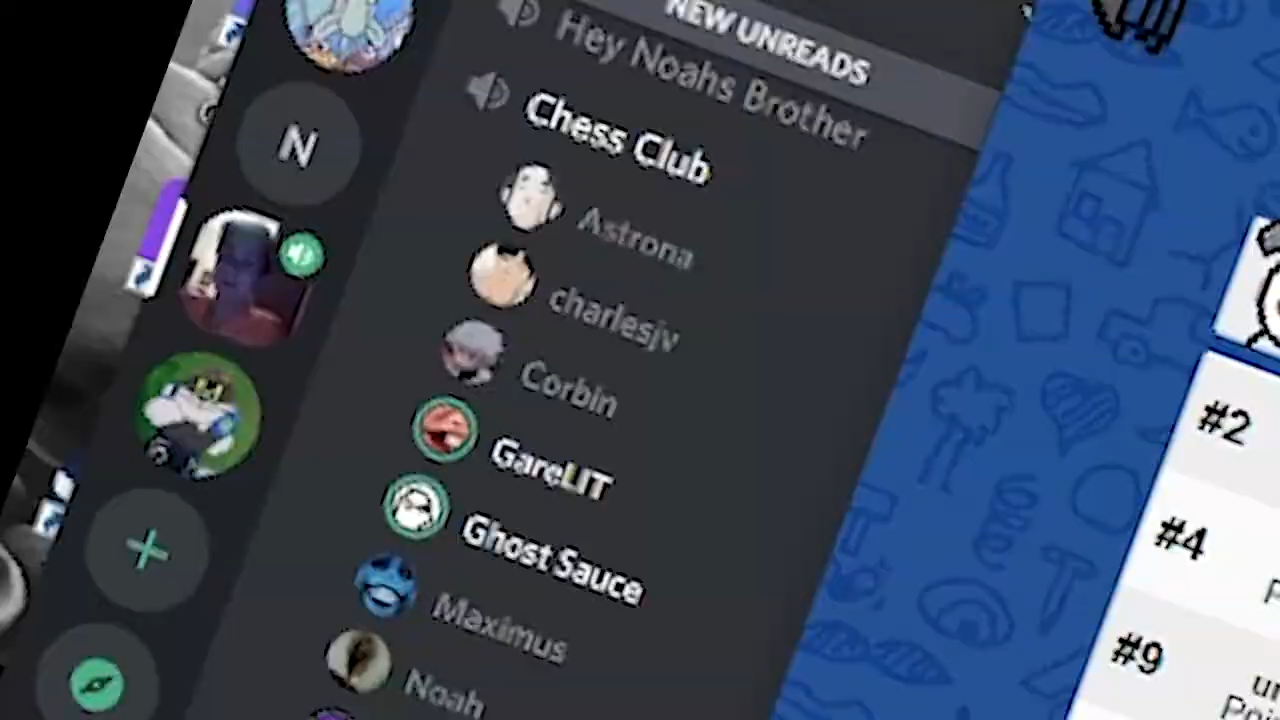 NEW UNREADS
Hey Noahs Brother
Chess Club
N
Astrona
charlesjv
Corbin
GareLIT
Ghost Sauce
Maximus
Noah
#2
#4
#9